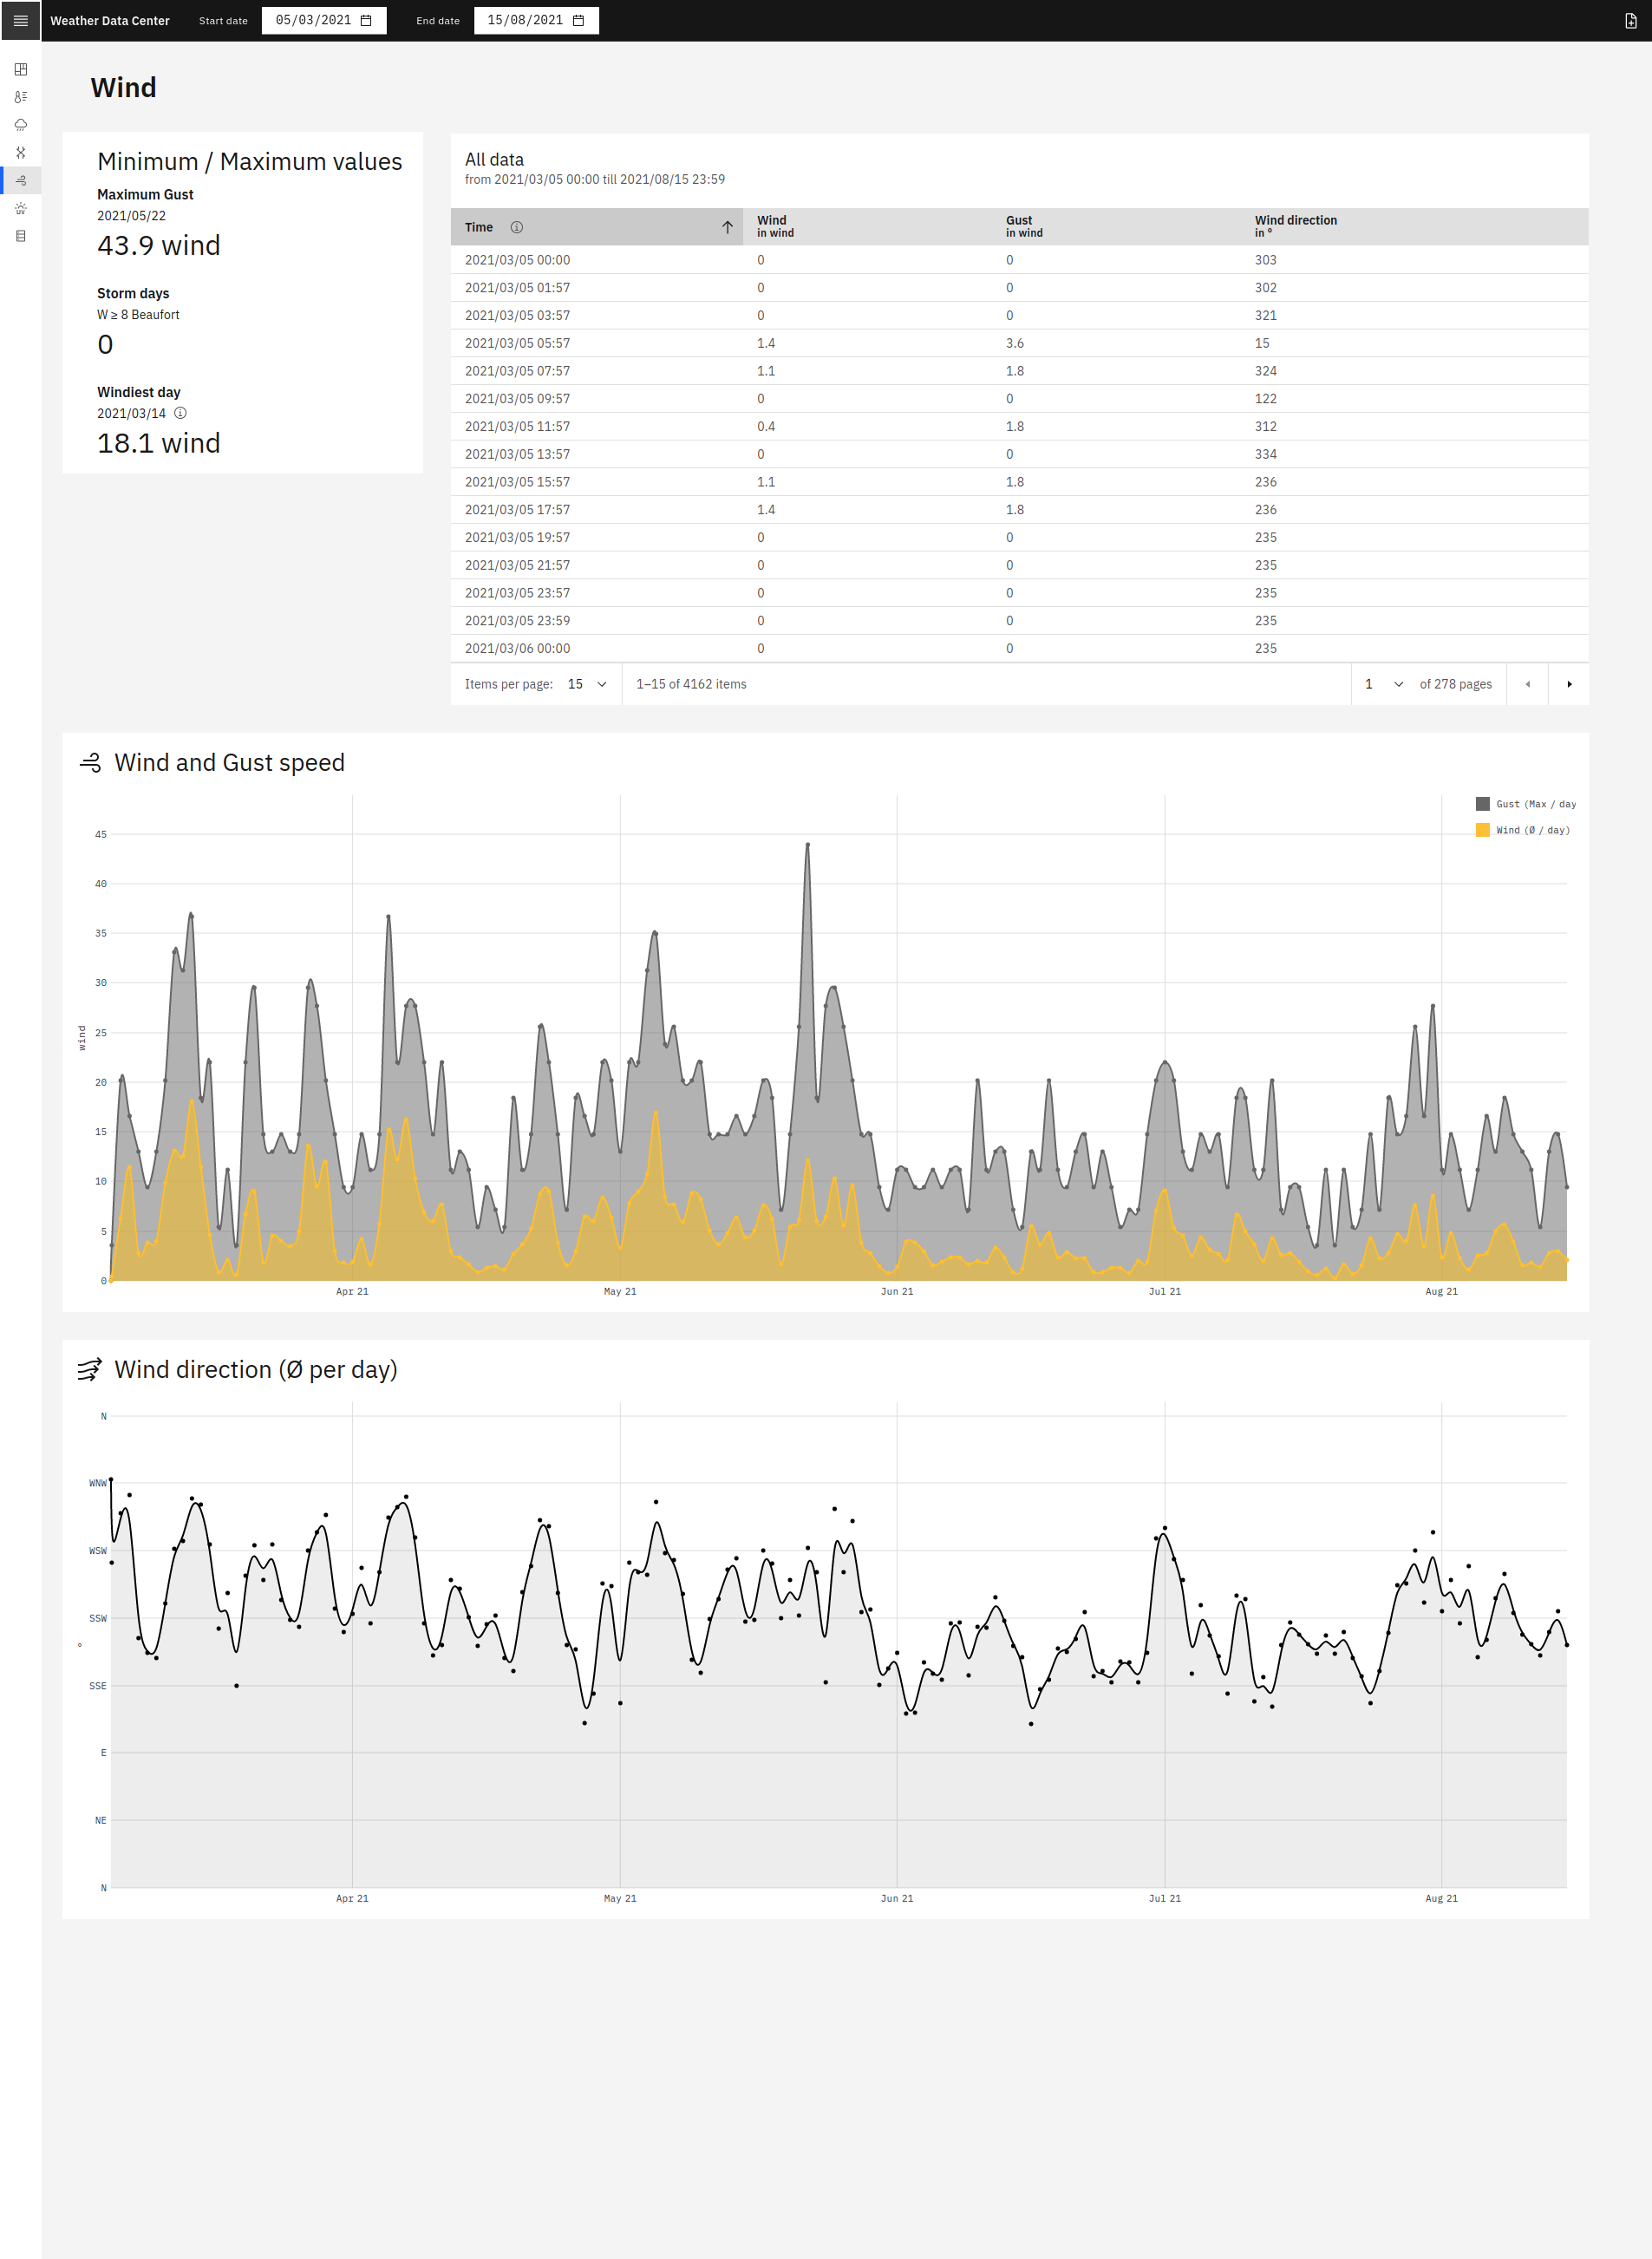 Weather Data Center Start date 05/03/2021 End date 15/08/2021
Wind
Minimum / Maximum values
Maximum Gust
2021/05/22
43.9 wind
Storm days
W ≥ 8 Beaufort
0
Windiest day
2021/03/14
18.1 wind
All data
from 2021/03/05 00:00 till 2021/08/15 23:59
Time Wind in wind Gust in wind Wind direction in °
2021/03/05 00:00 0 0 303
2021/03/05 01:57 0 0 302
2021/03/05 03:57 0 0 321
2021/03/05 05:57 1.4 3.6 15
2021/03/05 07:57 1.1 1.8 324
2021/03/05 09:57 0 0 122
2021/03/05 11:57 0.4 1.8 312
2021/03/05 13:57 0 0 334
2021/03/05 15:57 1.1 1.8 236
2021/03/05 17:57 1.4 1.8 236
2021/03/05 19:57 0 0 235
2021/03/05 21:57 0 0 235
2021/03/05 23:57 0 0 235
2021/03/05 23:59 0 0 235
2021/03/06 00:00 0 0 235
Items per page: 15 1–15 of 4162 items 1 of 278 pages
Wind and Gust speed
Gust (Max / day
Wind (Ø / day)
45
40
35
30
25
20
15
10
5
0
wind
Apr 21 May 21 Jun 21 Jul 21 Aug 21
Wind direction (Ø per day)
N
WNW
WSW
SSW
°
SSE
E
NE
N
Apr 21 May 21 Jun 21 Jul 21 Aug 21